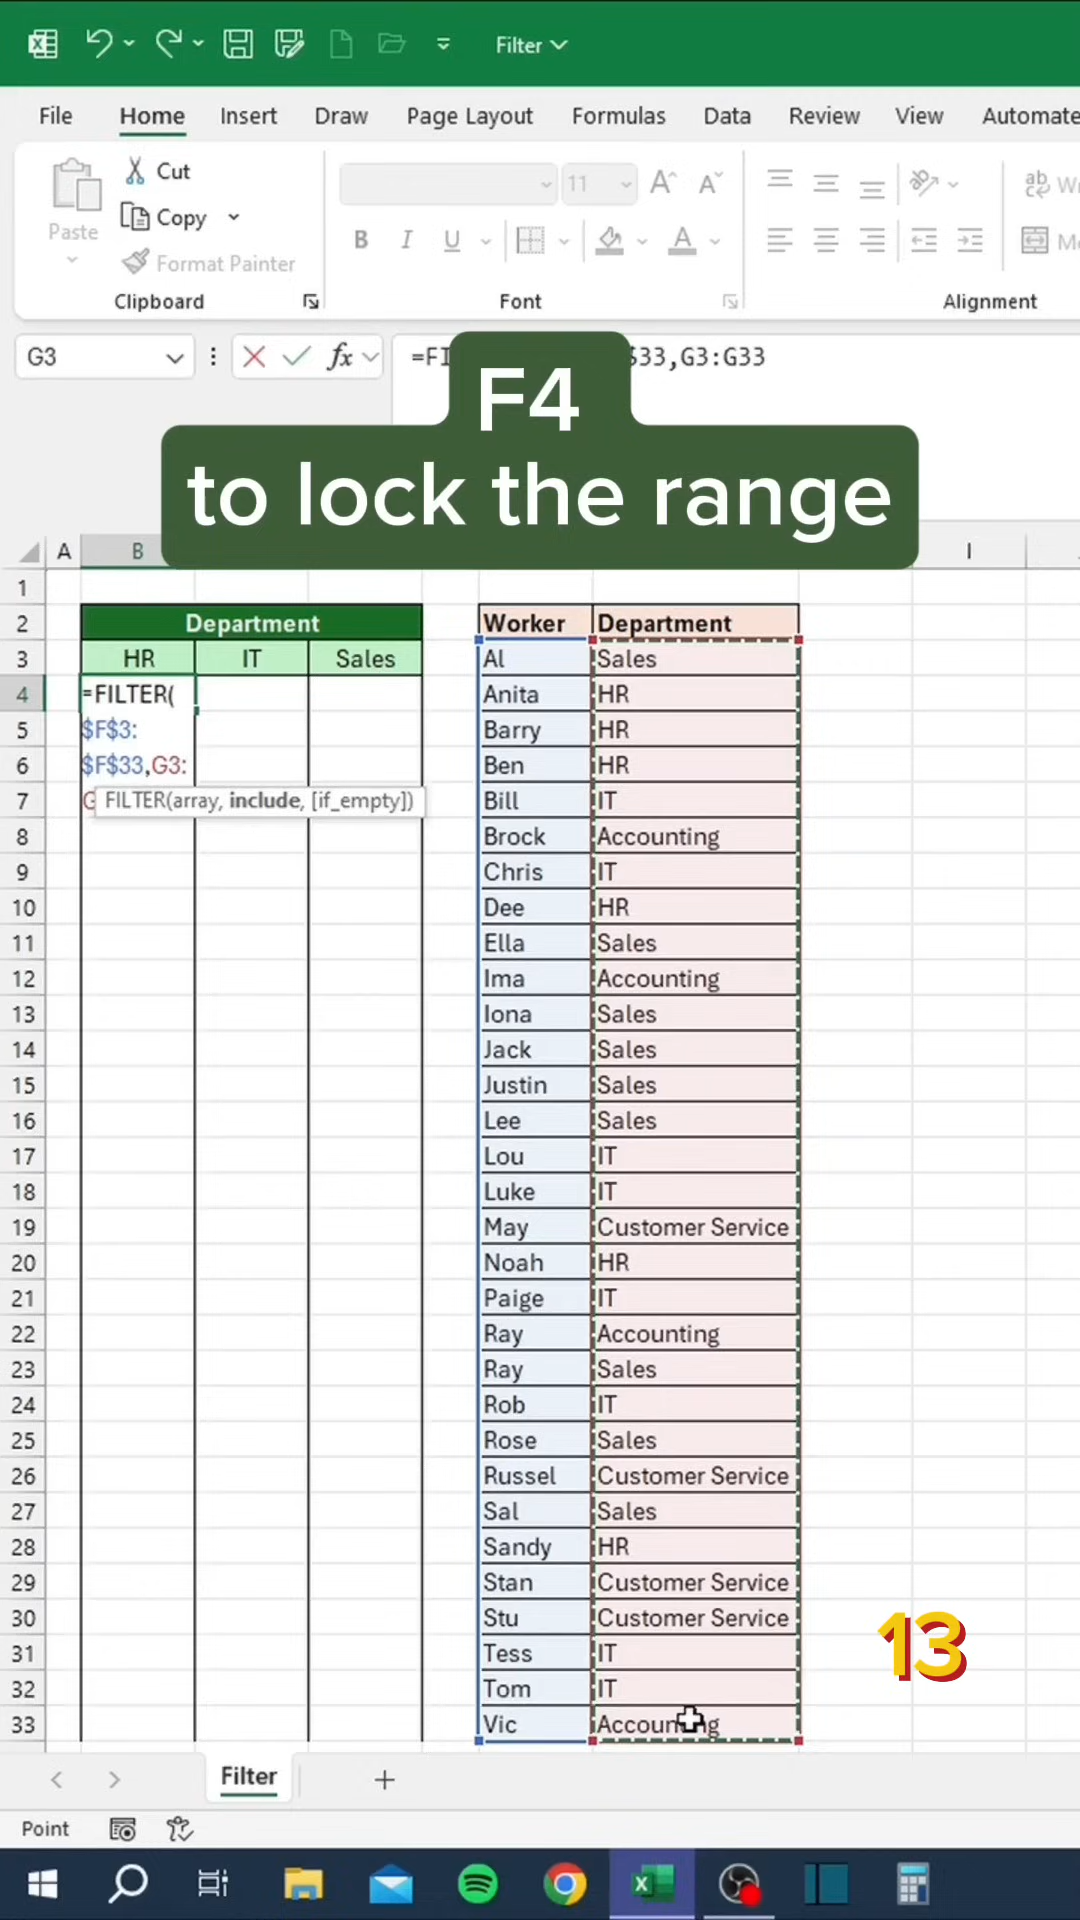 Filter
File Home Insert Draw Page Layout Formulas Data Review View Automate
Cut
Copy
Paste
Format Painter
11
B I U
Clipboard Font Alignment
G3 fx =FI $33,G3:G33
F4
to lock the range
A B I
1
2 Department Worker Department
3 HR IT Sales Al Sales
4 =FILTER( Anita HR
5 $F$3: Barry HR
6 $F$33,G3: Ben HR
7 G FILTER(array, include, [if_empty]) Bill IT
8 Brock Accounting
9 Chris IT
10 Dee HR
11 Ella Sales
12 Ima Accounting
13 Iona Sales
14 Jack Sales
15 Justin Sales
16 Lee Sales
17 Lou IT
18 Luke IT
19 May Customer Service
20 Noah HR
21 Paige IT
22 Ray Accounting
23 Ray Sales
24 Rob IT
25 Rose Sales
26 Russel Customer Service
27 Sal Sales
28 Sandy HR
29 Stan Customer Service
30 Stu Customer Service
13
31 Tess IT
32 Tom IT
33 Vic Accounting
Filter
Point